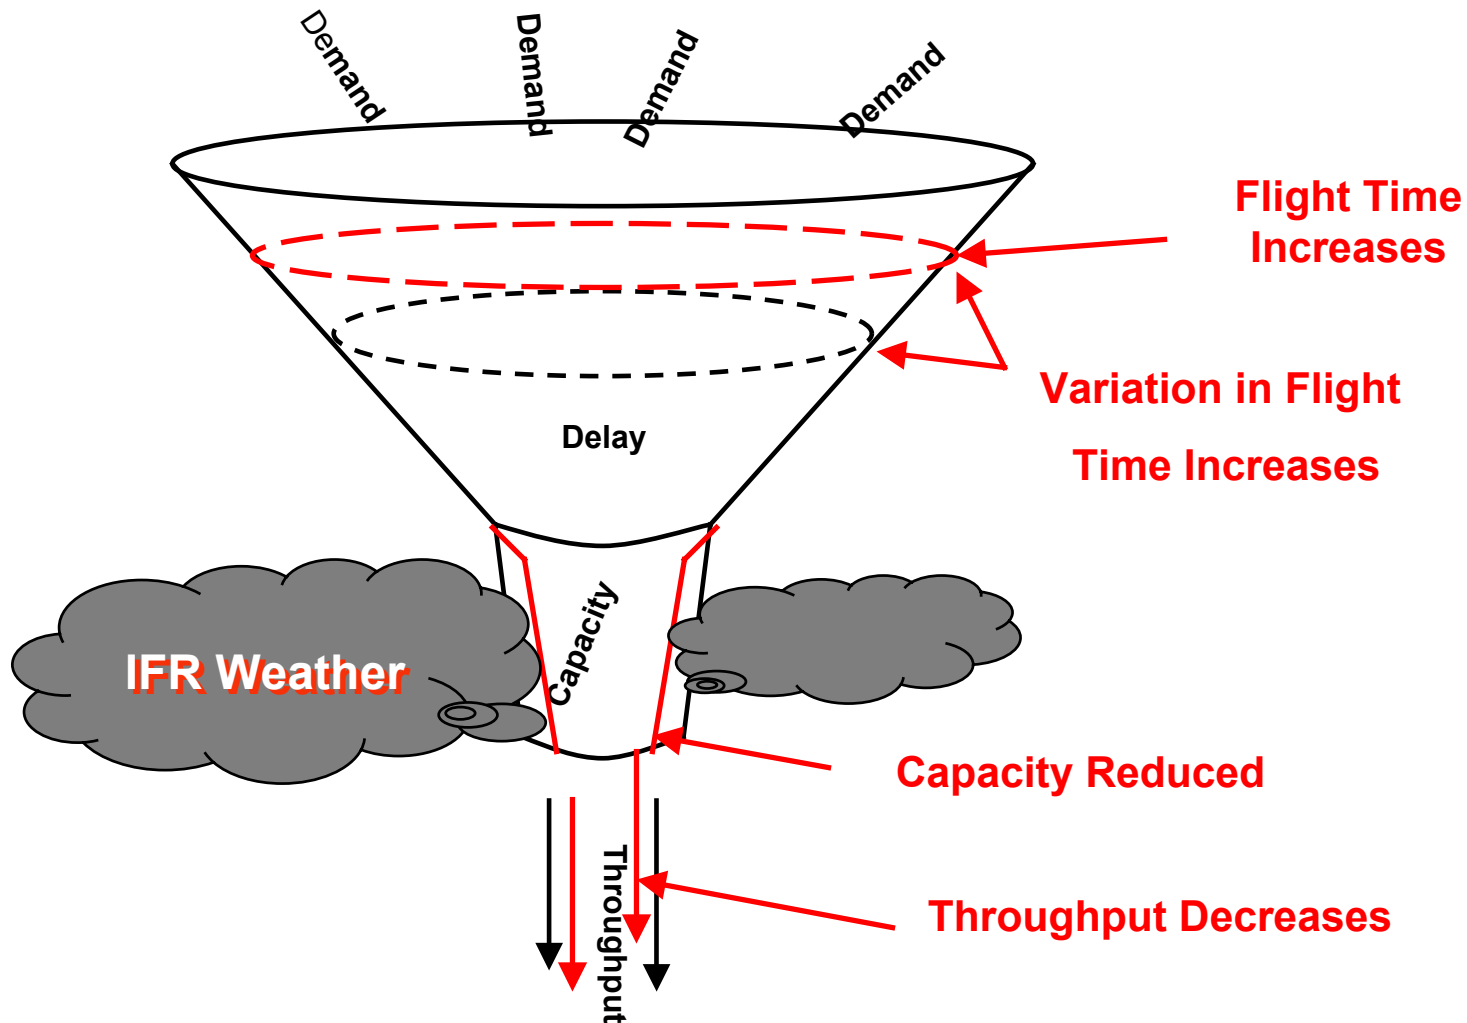 Demand
Demand
Demand
Demand
Flight Time
Increases
Variation in Flight
Time Increases
Delay
Capacity
IFR Weather
Capacity Reduced
Throughput
Throughput Decreases